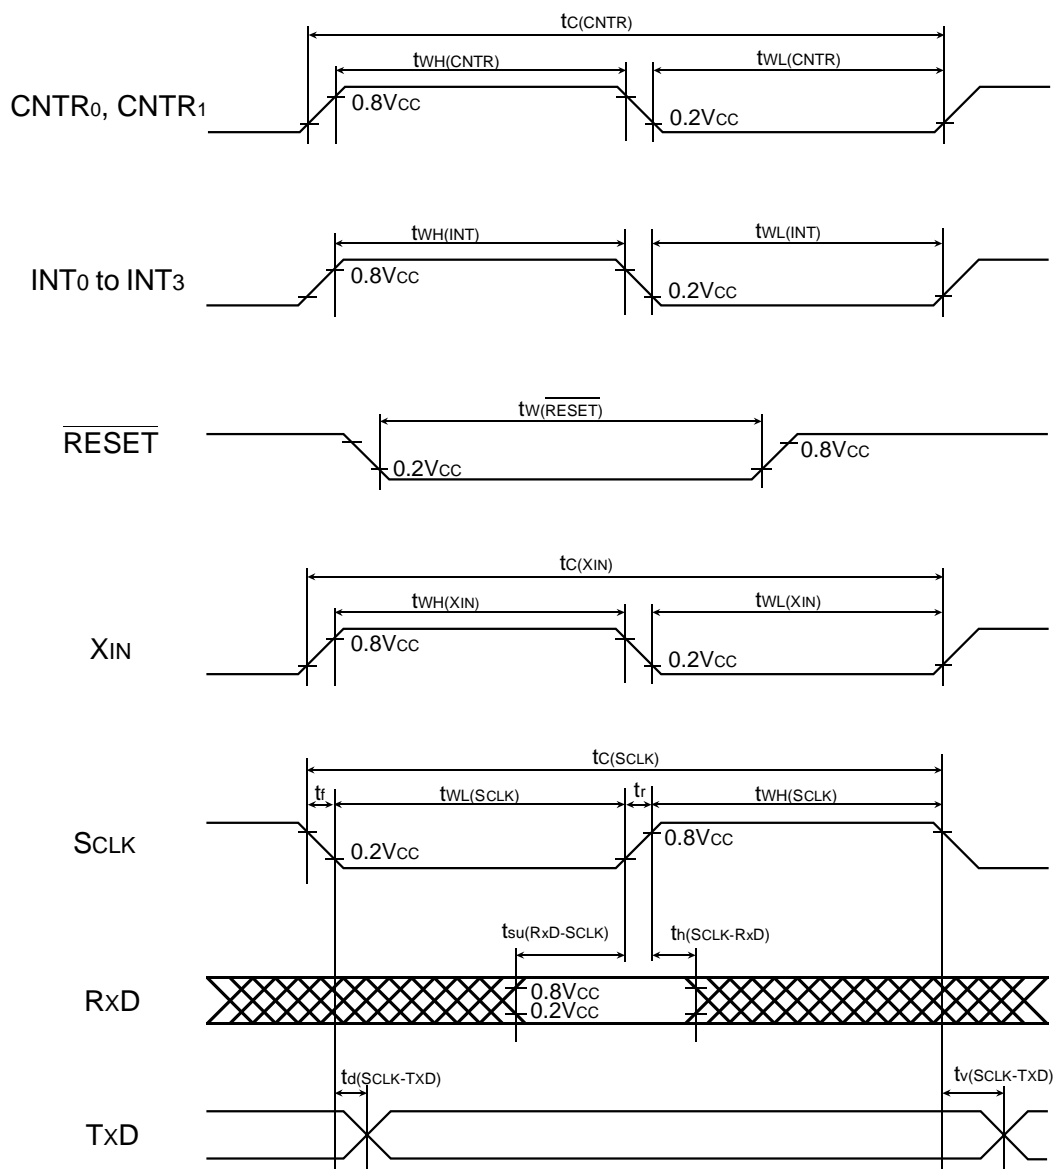 tC(CNTR)
tWH(CNTR) tWL(CNTR)
CNTR0, CNTR1 0.8VCC 0.2VCC
tWH(INT) tWL(INT)
INT0 to INT3 0.8VCC 0.2VCC
tW(RESET)
RESET 0.2VCC 0.8VCC
tC(XIN)
tWH(XIN) tWL(XIN)
XIN 0.8VCC 0.2VCC
tC(SCLK)
tf tWL(SCLK) tr tWH(SCLK)
SCLK 0.2VCC 0.8VCC
tsu(RxD-SCLK) th(SCLK-RxD)
RXD 0.8VCC
0.2VCC
td(SCLK-TXD) tv(SCLK-TXD)
TXD